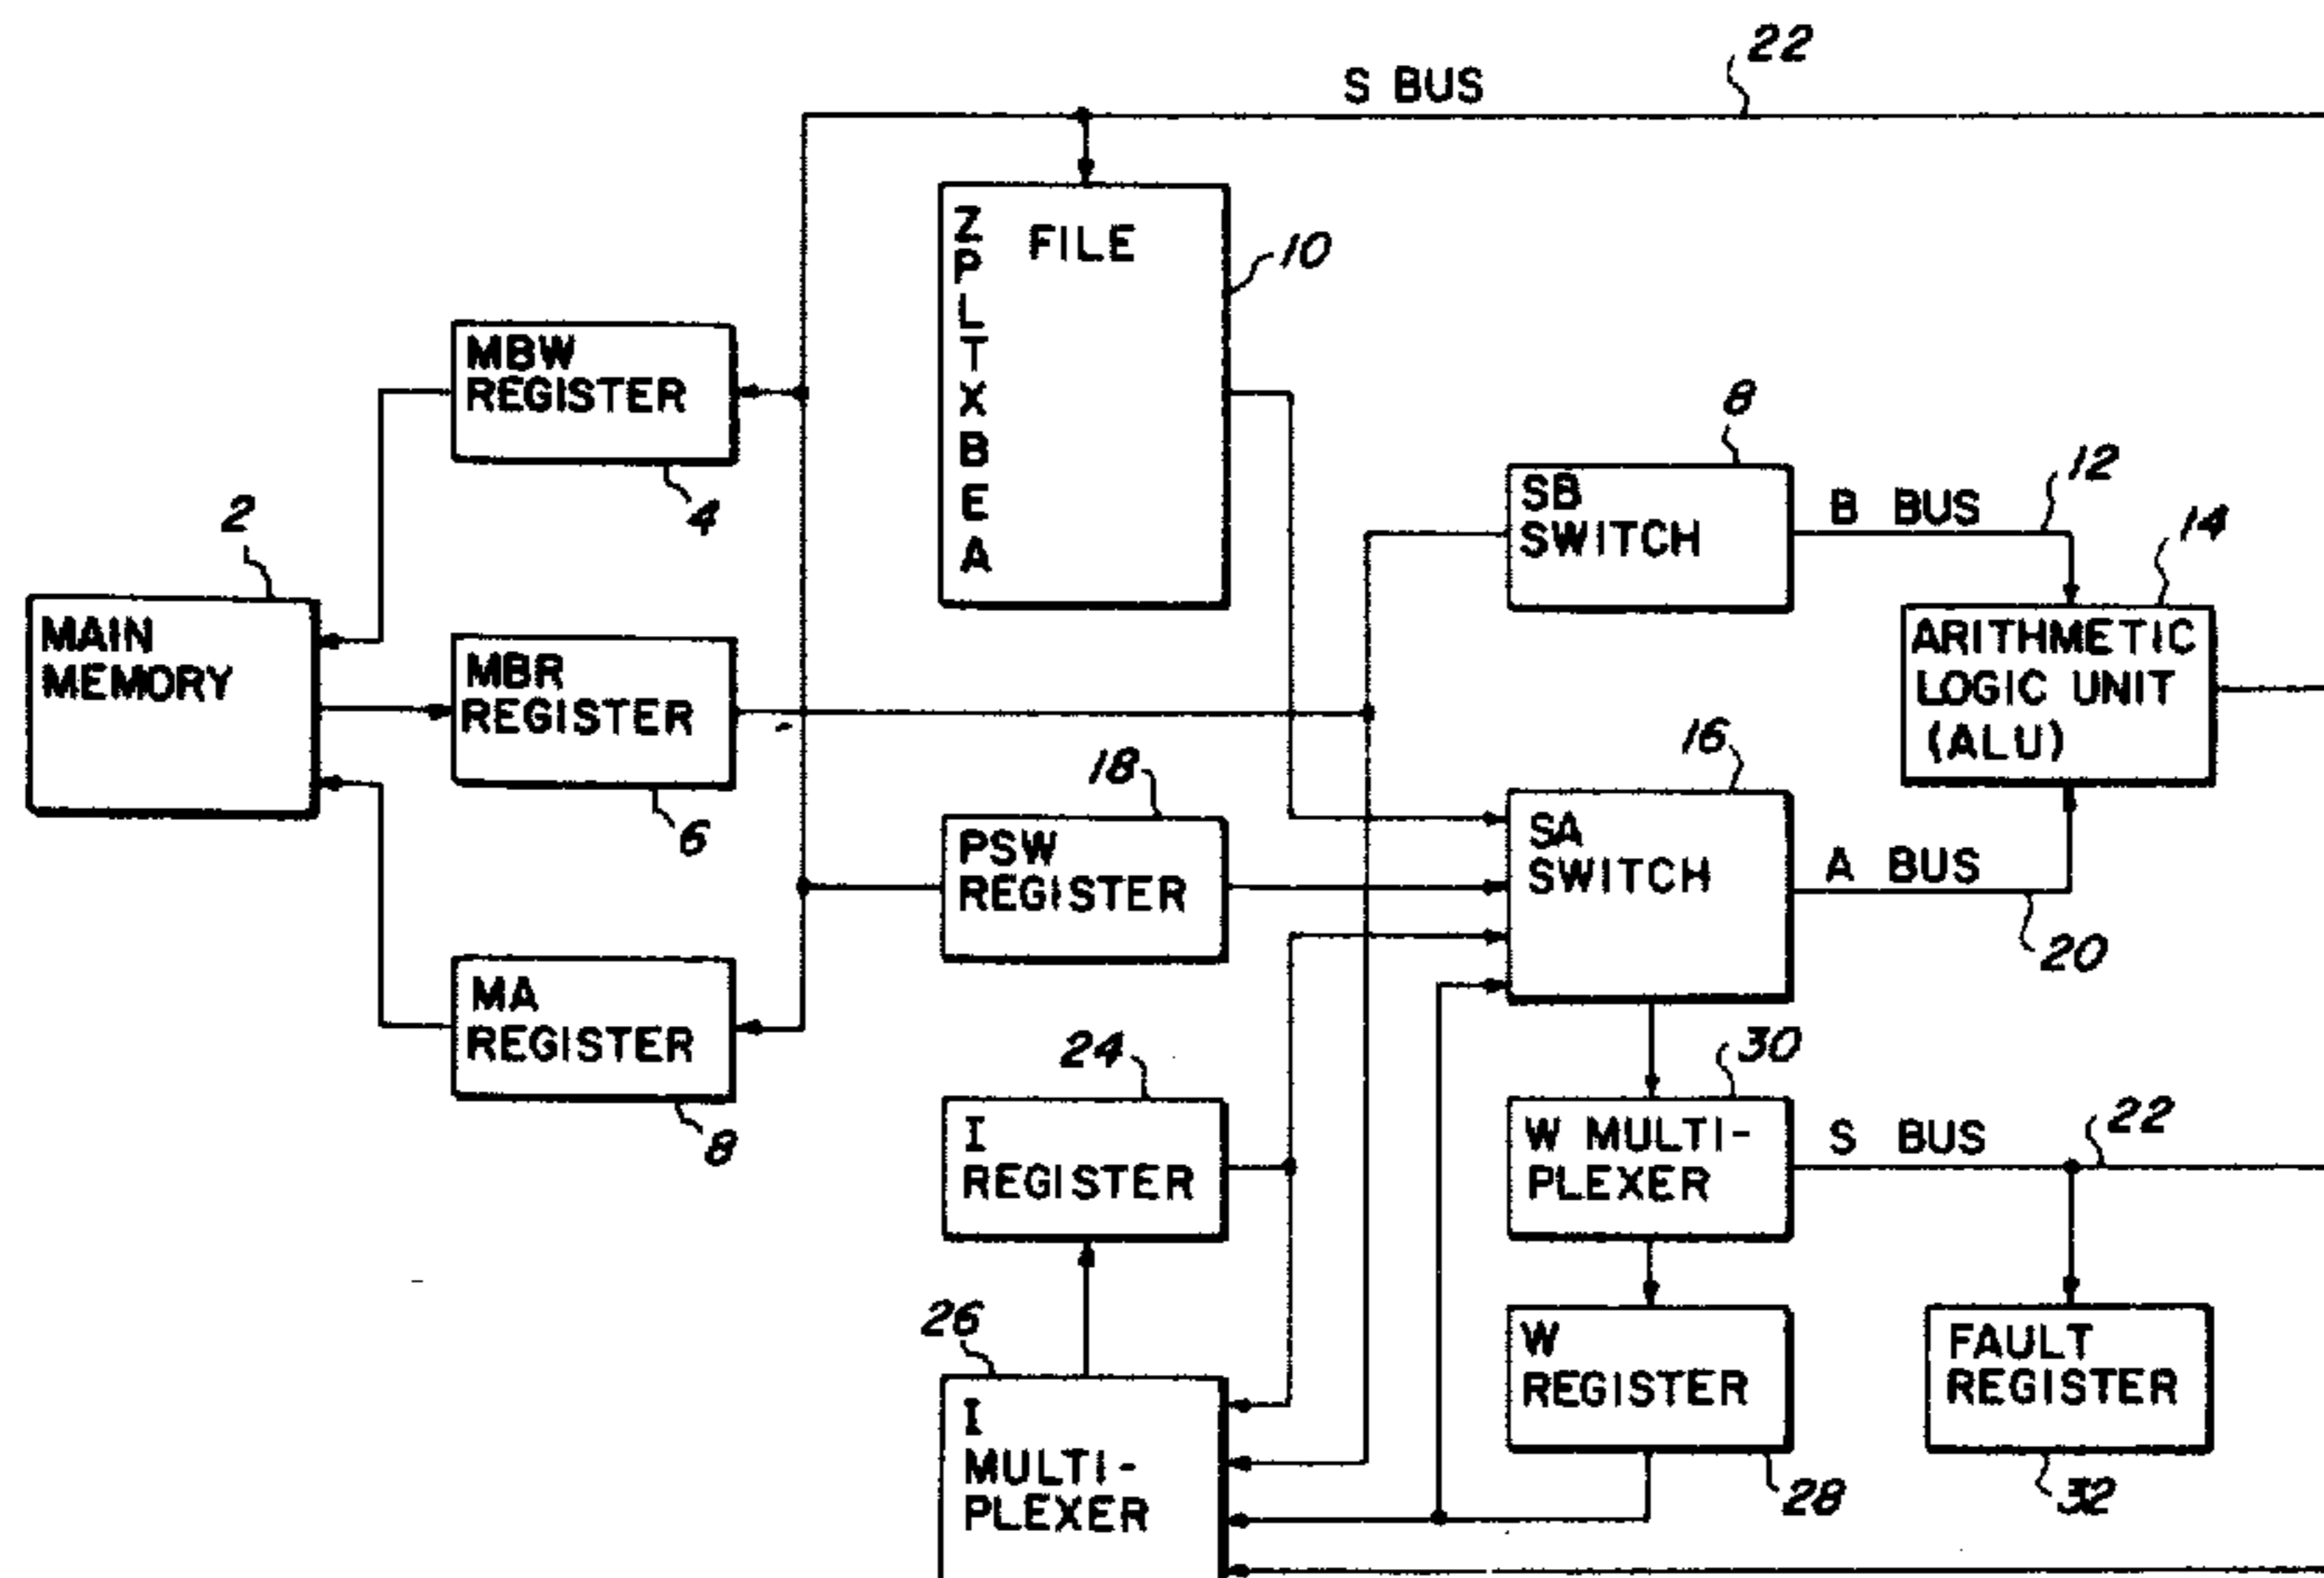 22
S BUS
Z
P
L
T
X
B
E
A
FILE
10
MBW
REGISTER
4
8
SB
SWITCH
B BUS
12
14
2
MAIN
MEMORY
MBR
REGISTER
6
ARITHMETIC
LOGIC UNIT
(ALU)
18
PSW
REGISTER
16
SA
SWITCH
A BUS
20
MA
REGISTER
8
24
I
REGISTER
30
W MULTI-
PLEXER
S BUS
22
26
I
MULTI-
PLEXER
W
REGISTER
28
FAULT
REGISTER
32